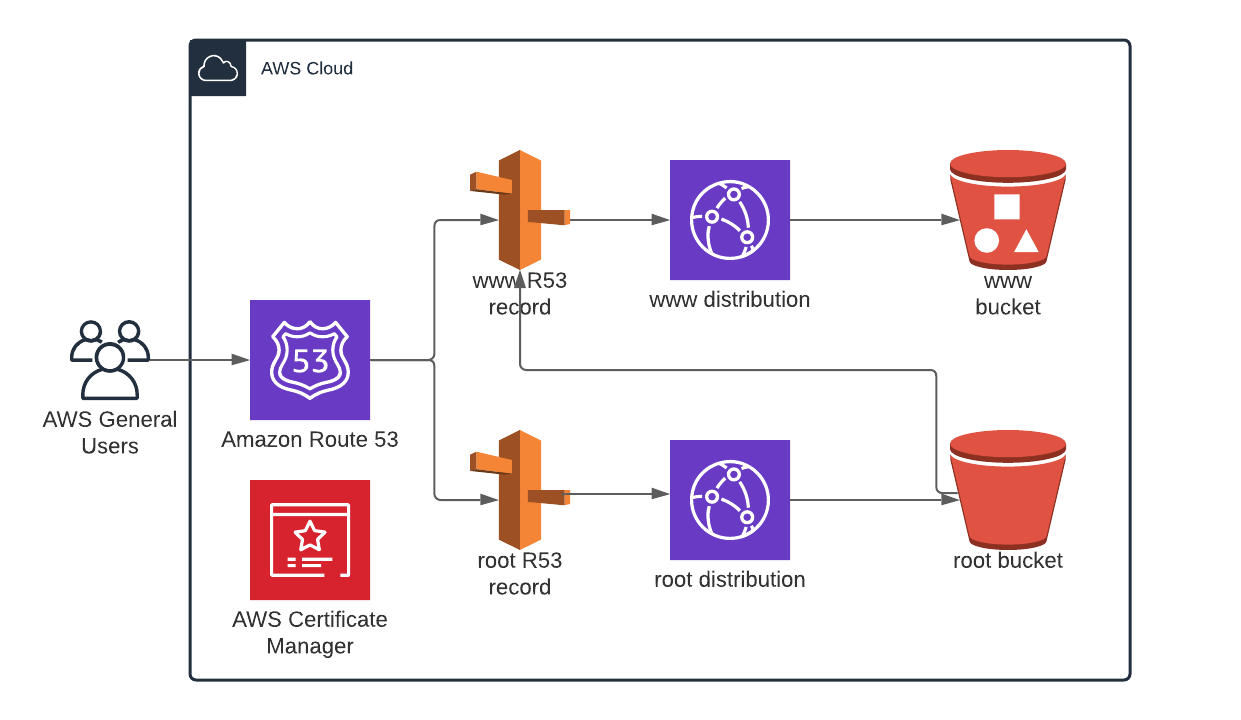 AWS Cloud
www R53
record
www distribution
www
bucket
AWS General
Users
53
Amazon Route 53
root R53
record
root distribution
root bucket
AWS Certificate
Manager